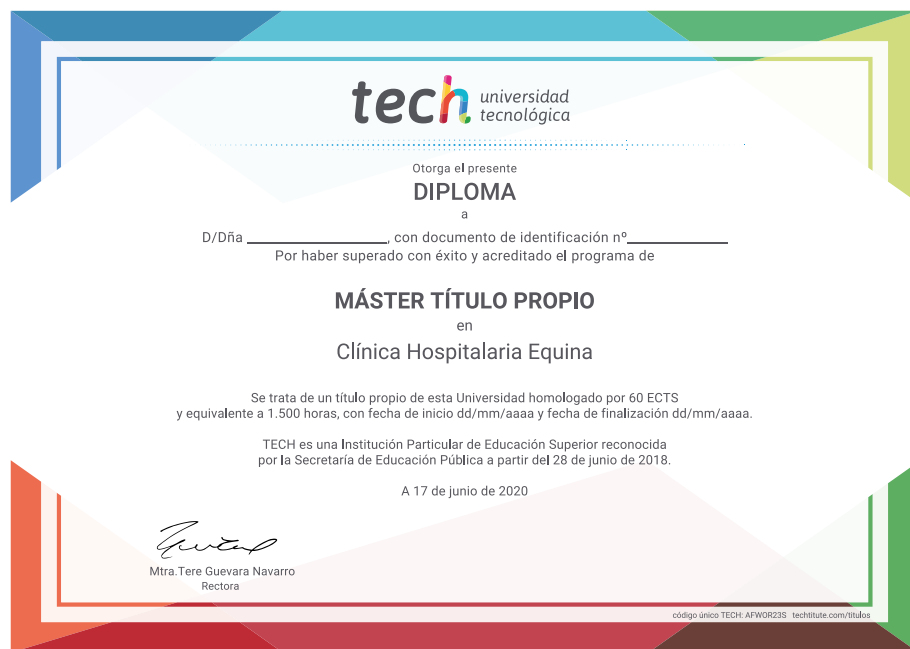 tech universidad
tecnológica
Otorga el presente
DIPLOMA
a
D/Dña ________________, con documento de identificación nº____________
Por haber superado con éxito y acreditado el programa de
MÁSTER TÍTULO PROPIO
en
Clínica Hospitalaria Equina
Se trata de un título propio de esta Universidad homologado por 60 ECTS
y equivalente a 1.500 horas, con fecha de inicio dd/mm/aaaa y fecha de finalización dd/mm/aaaa.
TECH es una Institución Particular de Educación Superior reconocida
por la Secretaría de Educación Pública a partir del 28 de junio de 2018.
A 17 de junio de 2020
Mtra.Tere Guevara Navarro
Rectora
código único TECH: AFWOR23S techtitute.com/titulos